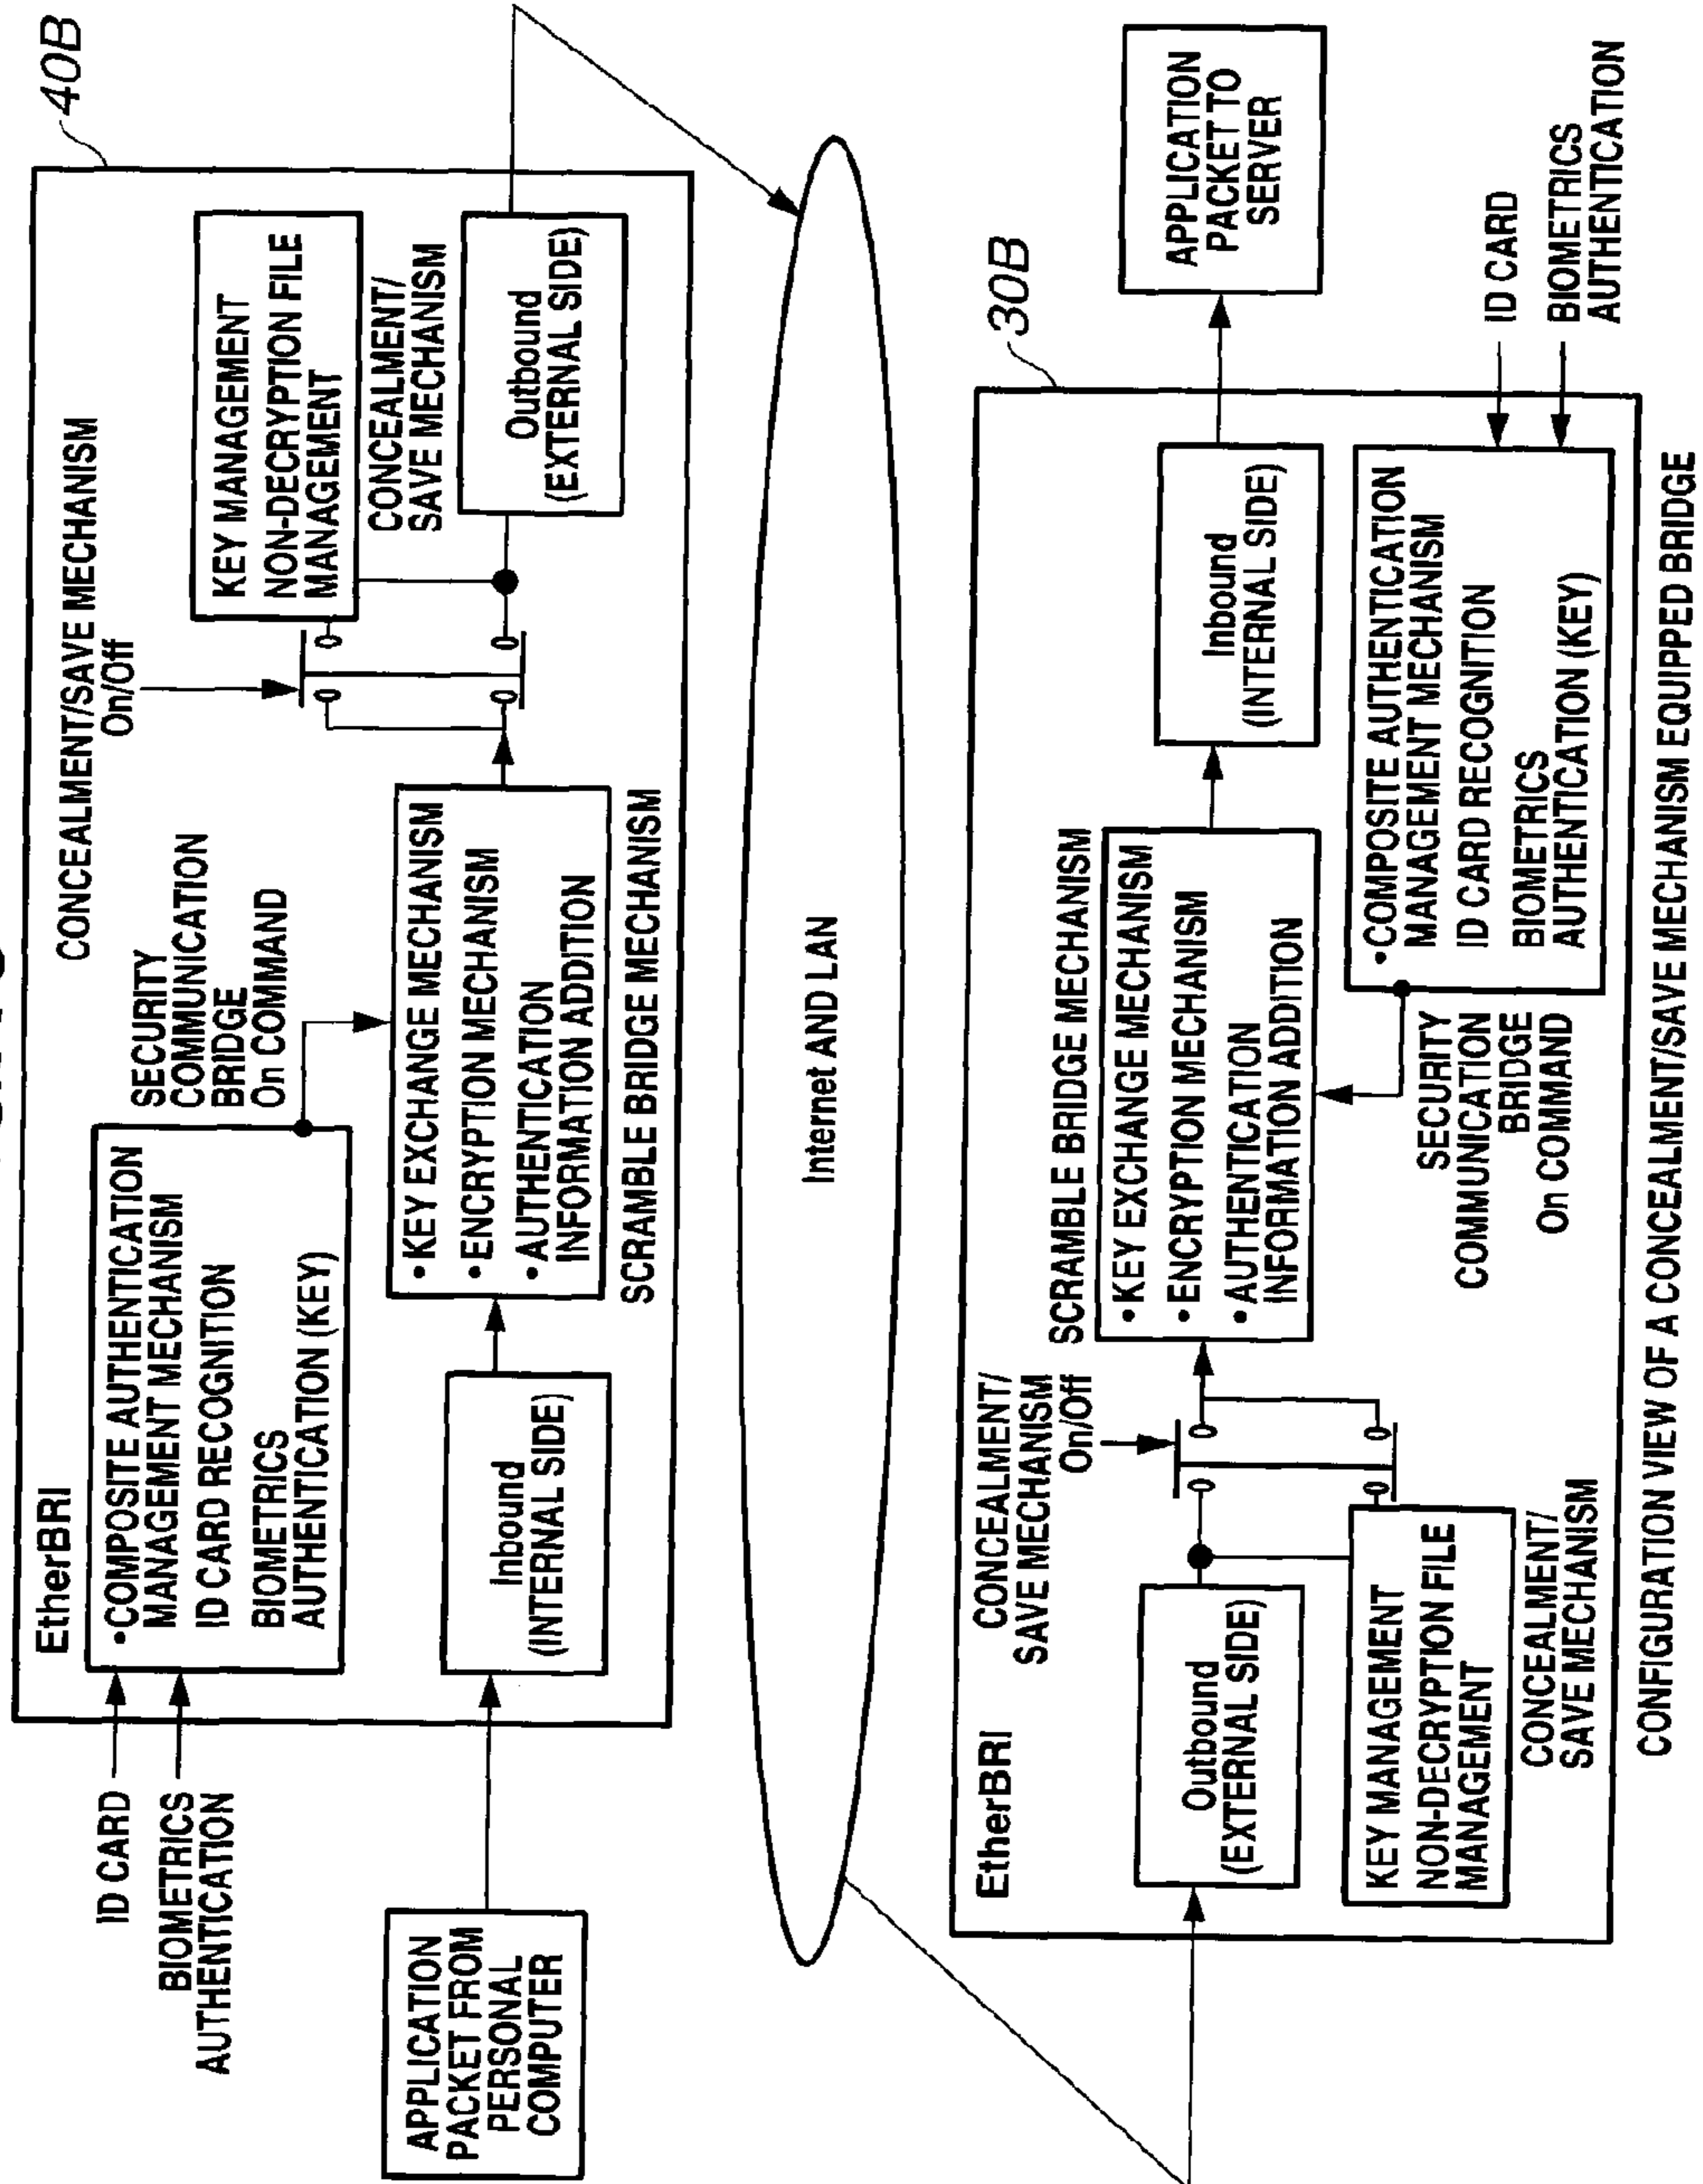 40B
EtherBRI
ID CARD
BIOMETRICS
AUTHENTICATION
• COMPOSITE AUTHENTICATION
MANAGEMENT MECHANISM
ID CARD RECOGNITION
BIOMETRICS
AUTHENTICATION (KEY)
SECURITY
COMMUNICATION
BRIDGE
On COMMAND
CONCEALMENT/SAVE MECHANISM
On/Off
KEY MANAGEMENT
NON-DECRYPTION FILE
MANAGEMENT
CONCEALMENT/
SAVE MECHANISM
APPLICATION
PACKET FROM
PERSONAL
COMPUTER
Inbound
(INTERNAL SIDE)
• KEY EXCHANGE MECHANISM
• ENCRYPTION MECHANISM
• AUTHENTICATION
INFORMATION ADDITION
SCRAMBLE BRIDGE MECHANISM
Outbound
(EXTERNAL SIDE)
Internet AND LAN
30B
EtherBRI
Outbound
(EXTERNAL SIDE)
CONCEALMENT/
SAVE MECHANISM
On/Off
KEY MANAGEMENT
NON-DECRYPTION FILE
MANAGEMENT
CONCEALMENT/
SAVE MECHANISM
SCRAMBLE BRIDGE MECHANISM
• KEY EXCHANGE MECHANISM
• ENCRYPTION MECHANISM
• AUTHENTICATION
INFORMATION ADDITION
SECURITY
COMMUNICATION
BRIDGE
On COMMAND
Inbound
(INTERNAL SIDE)
• COMPOSITE AUTHENTICATION
MANAGEMENT MECHANISM
ID CARD RECOGNITION
BIOMETRICS
AUTHENTICATION (KEY)
APPLICATION
PACKET TO
SERVER
ID CARD
BIOMETRICS
AUTHENTICATION
CONFIGURATION VIEW OF A CONCEALMENT/SAVE MECHANISM EQUIPPED BRIDGE